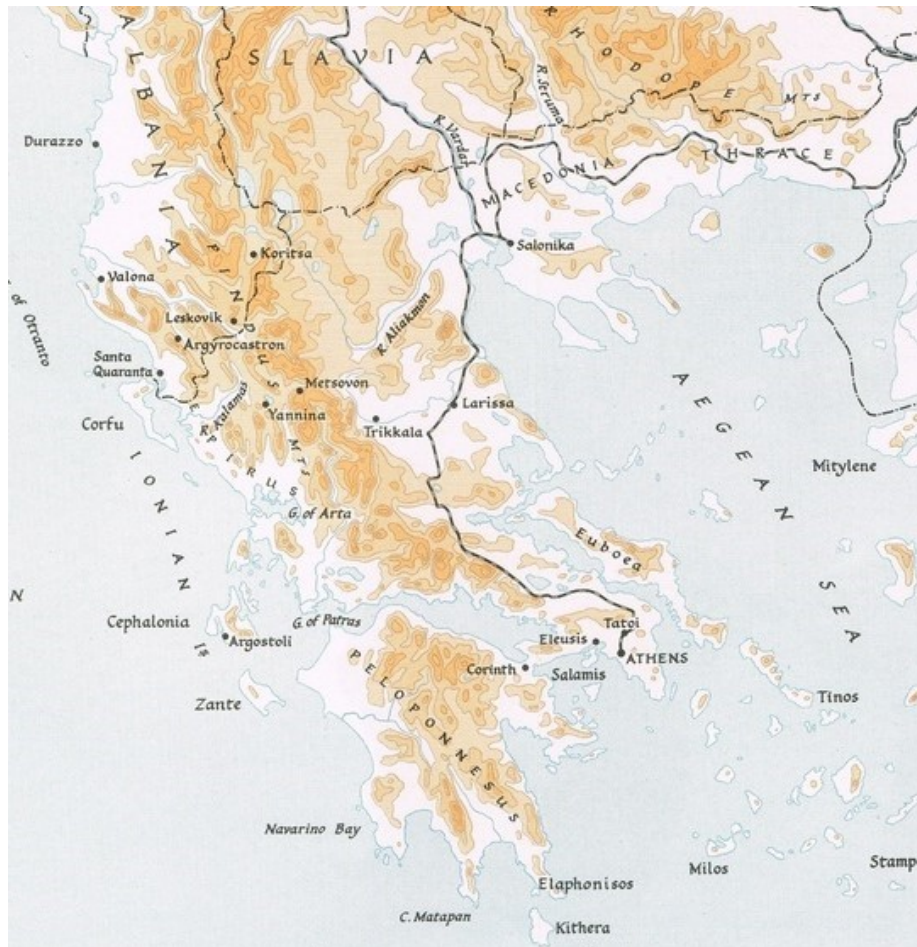 ALBANIA
SLAVIA
RHODOPE MTS
R. Struma
R. Vardar
Durazzo
MACEDONIA
THRACE
Salonika
Koritsa
Valona
of Otranto
PINDUS MTS
Leskovik
R. Aliakmon
Argyrocastron
Santa
Quaranta
Metsovon
AEGEAN SEA
R. Kalamas
Yannina
Larissa
Corfu
Trikkala
EPIRUS
Mitylene
IONIAN Is
G. of Arta
Euboea
N
Cephalonia
G. of Patras
Tatoi
Argostoli
Eleusis
ATHENS
PELOPONNESUS
Corinth
Salamis
Zante
Tinos
Navarino Bay
Milos
Stamp
Elaphonisos
C. Matapan
Kithera